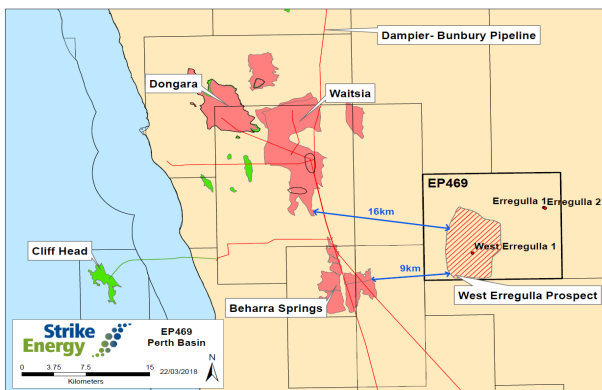 Dampier- Bunbury Pipeline
Dongara
Waitsia
EP469
16km
Erregulla 1
Erregulla 2
West Erregulla 1
Cliff Head
9km
West Erregulla Prospect
Beharra Springs
Strike
Energy
EP469
Perth Basin
0 3.75 7.5 15
Kilometers
22/03/2018
N